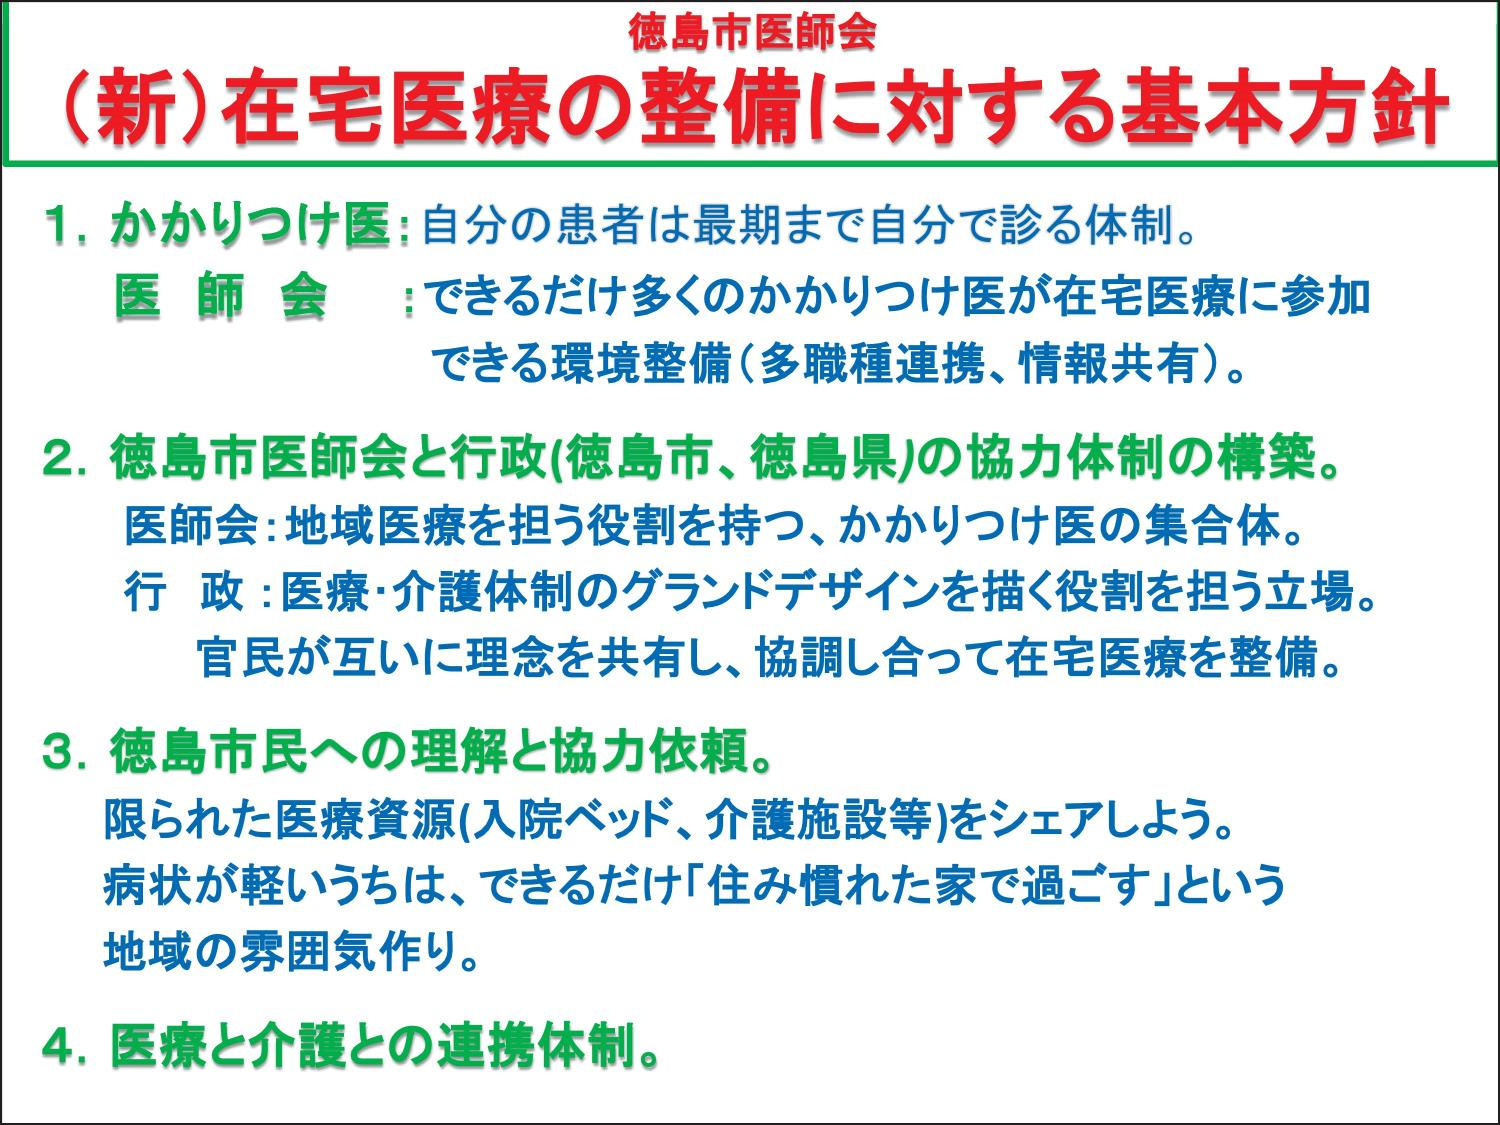 徳島市医師会
（新）在宅医療の整備に対する基本方針
１．かかりつけ医：自分の患者は最期まで自分で診る体制。
医　師　会　：できるだけ多くのかかりつけ医が在宅医療に参加
できる環境整備（多職種連携、情報共有）。
２．徳島市医師会と行政(徳島市、徳島県)の協力体制の構築。
医師会：地域医療を担う役割を持つ、かかりつけ医の集合体。
行　政：医療・介護体制のグランドデザインを描く役割を担う立場。
官民が互いに理念を共有し、協調し合って在宅医療を整備。
３．徳島市民への理解と協力依頼。
限られた医療資源(入院ベッド、介護施設等)をシェアしよう。
病状が軽いうちは、できるだけ「住み慣れた家で過ごす」という
地域の雰囲気作り。
４．医療と介護との連携体制。